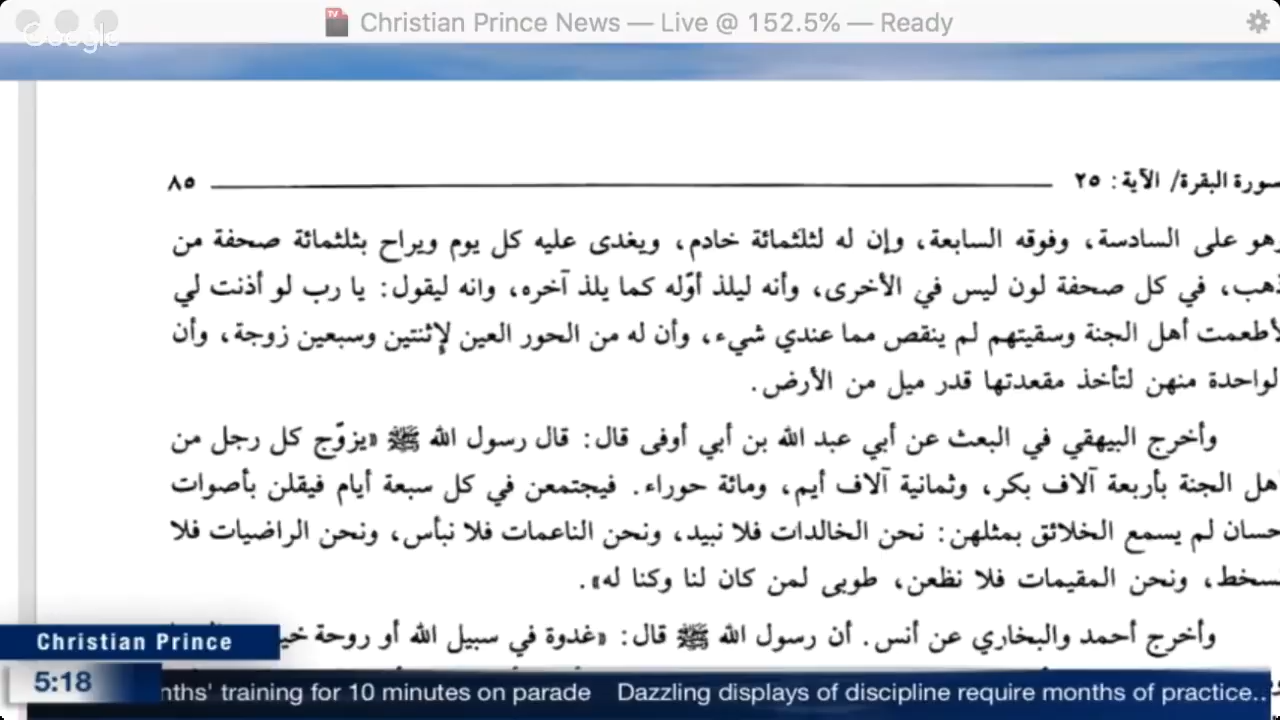 Christian Prince News — Live @ 152.5% — Ready
Google
سورة البقرة/ الآية: ٢٥ ٨٥
وهو على السادسة، وفوقه السابعة، وإن له لثلثمائة خادم، ويغدى عليه كل يوم ويراح بثلثمائة صحفة من
ذهب، في كل صحفة لون ليس في الأخرى، وأنه ليلذ أوّله كما يلذ آخره، وانه ليقول: يا رب لو أذنت لي
لأطعمت أهل الجنة وسقيتهم لم ينقص مما عندي شيء، وأن له من الحور العين لإثنتين وسبعين زوجة، وأن
الواحدة منهن لتأخذ مقعدتها قدر ميل من الأرض.
وأخرج البيهقي في البعث عن أبي عبد الله بن أبي أوفى قال: قال رسول الله ﷺ «يزوّج كل رجل من
أهل الجنة بأربعة آلاف بكر، وثمانية آلاف أيم، ومائة حوراء. فيجتمعن في كل سبعة أيام فيقلن بأصوات
حسان لم يسمع الخلائق بمثلهن: نحن الخالدات فلا نبيد، ونحن الناعمات فلا نبأس، ونحن الراضيات فلا
نسخط، ونحن المقيمات فلا نظعن، طوبى لمن كان لنا وكنا له».
وأخرج أحمد والبخاري عن أنس. أن رسول الله ﷺ قال: «غدوة في سبيل الله أو روحة
Christian Prince
5:18
nths' training for 10 minutes on parade Dazzling displays of discipline require months of practice..